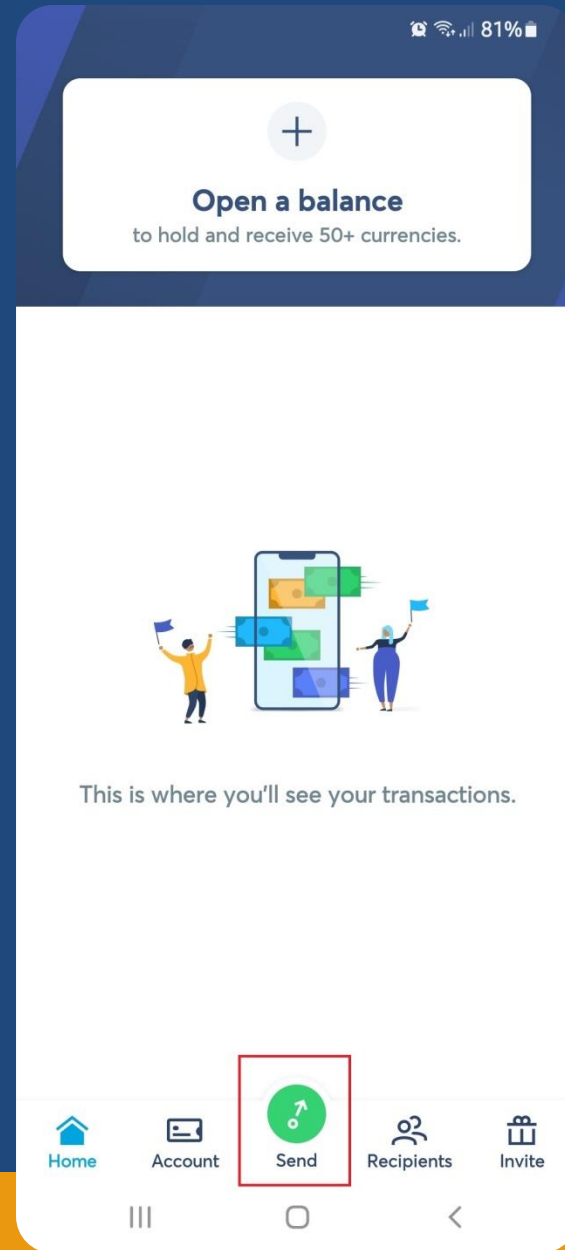 81%
Open a balance
to hold and receive 50+ currencies.
This is where you'll see your transactions.
Home
Account
Send
Recipients
Invite